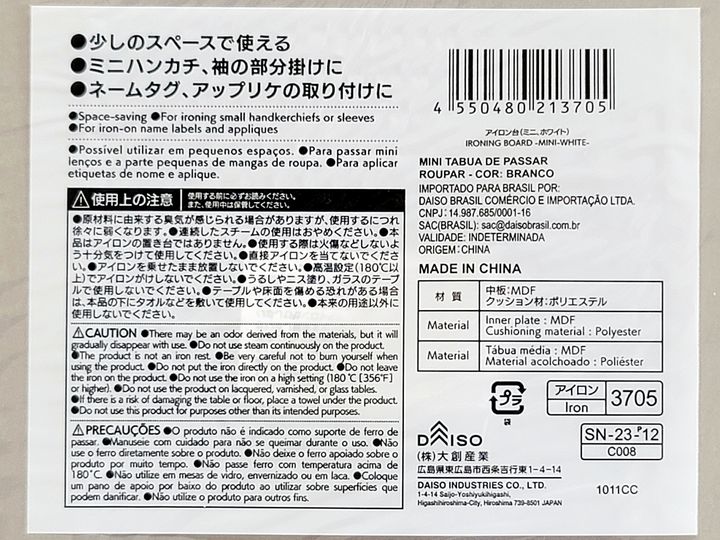 ●少しのスペースで使える
●ミニハンカチ、袖の部分掛けに
●ネームタグ、アップリケの取り付けに
●Space-saving ●For ironing small handkerchiefs or sleeves
●For iron-on name labels and appliques
●Possível utilizar em pequenos espaços. ●Para passar mini
lenços e a parte pequenas de mangas de roupa. ●Para aplicar
etiquetas de nome e aplique.
使用上の注意 使用する前に必ずお読みください。
また、使用中は保管してください。
●原材料に由来する臭気が感じられる場合がありますが、使用するにつれ
徐々に弱くなります。●連続したスチームの使用はおやめください。●本
品はアイロンの置き台ではありません。●使用する際は火傷などしないよ
う十分気をつけて使用してください。●直接アイロンを当てないでくださ
い。●アイロンを乗せたまま放置しないでください。●高温設定(180℃以
上)でアイロンがけしないでください。●うるしやニス塗り、ガラスのテーブ
ルで使用しないでください。●テーブルや床面を傷める恐れがある場合
は、本品の下にタオルなどを敷いて使用してください。●本来の用途以外に
使用しないでください。
CAUTION ●There may be an odor derived from the materials, but it will
gradually disappear with use. ●Do not use steam continuously on the product.
●The product is not an iron rest. ●Be very careful not to burn yourself when
using the product. ●Do not put the iron directly on the product. ●Do not leave
the iron on the product. ●Do not use the iron on a high setting (180 ℃ [356℉]
or higher). ●Do not use the product on lacquered, varnished, or glass tables.
●If there is a risk of damaging the table or floor, place a towel under the product.
●Do not use this product for purposes other than its intended purposes.
PRECAUÇÕES ●O produto não é indicado como suporte de ferro de
passar. ●Manuseie com cuidado para não se queimar durante o uso. ●Não
use o ferro diretamente sobre o produto. ●Não deixe o ferro apoiado sobre o
produto por muito tempo. ●Não passe ferro com temperatura acima de
180℃. ●Não utilize em mesas de vidro, envernizado ou em laca. ●Coloque
um pano de apoio por baixo do produto ao utilizar sobre superfícies que
podem danificar. ●Não utilize o produto para outros fins.
4 550480 213705
アイロン台(ミニ、ホワイト)
IRONING BOARD -MINI-WHITE-
MINI TABUA DE PASSAR
ROUPAR - COR: BRANCO
IMPORTADO PARA BRASIL POR:
DAISO BRASIL COMÉRCIO E IMPORTAÇÃO LTDA.
CNPJ: 14.987.685/0001-16
SAC(BRASIL): sac@daisobrasil.com.br
VALIDADE: INDETERMINADA
ORIGEM: CHINA
MADE IN CHINA
材質 中板:MDF
クッション材:ポリエステル
Material Inner plate : MDF
Cushioning material : Polyester
Material Tábua média : MDF
Material acolchoado : Poliéster
プラ
袋
アイロン 3705
Iron
DAISO
(株)大創産業
広島県東広島市西条吉行東1-4-14
DAISO INDUSTRIES CO., LTD.
1-4-14 Saijo-Yoshiyukihigashi,
Higashihiroshima-City, Hiroshima 739-8501 JAPAN
SN-23-P12
C008
1011CC